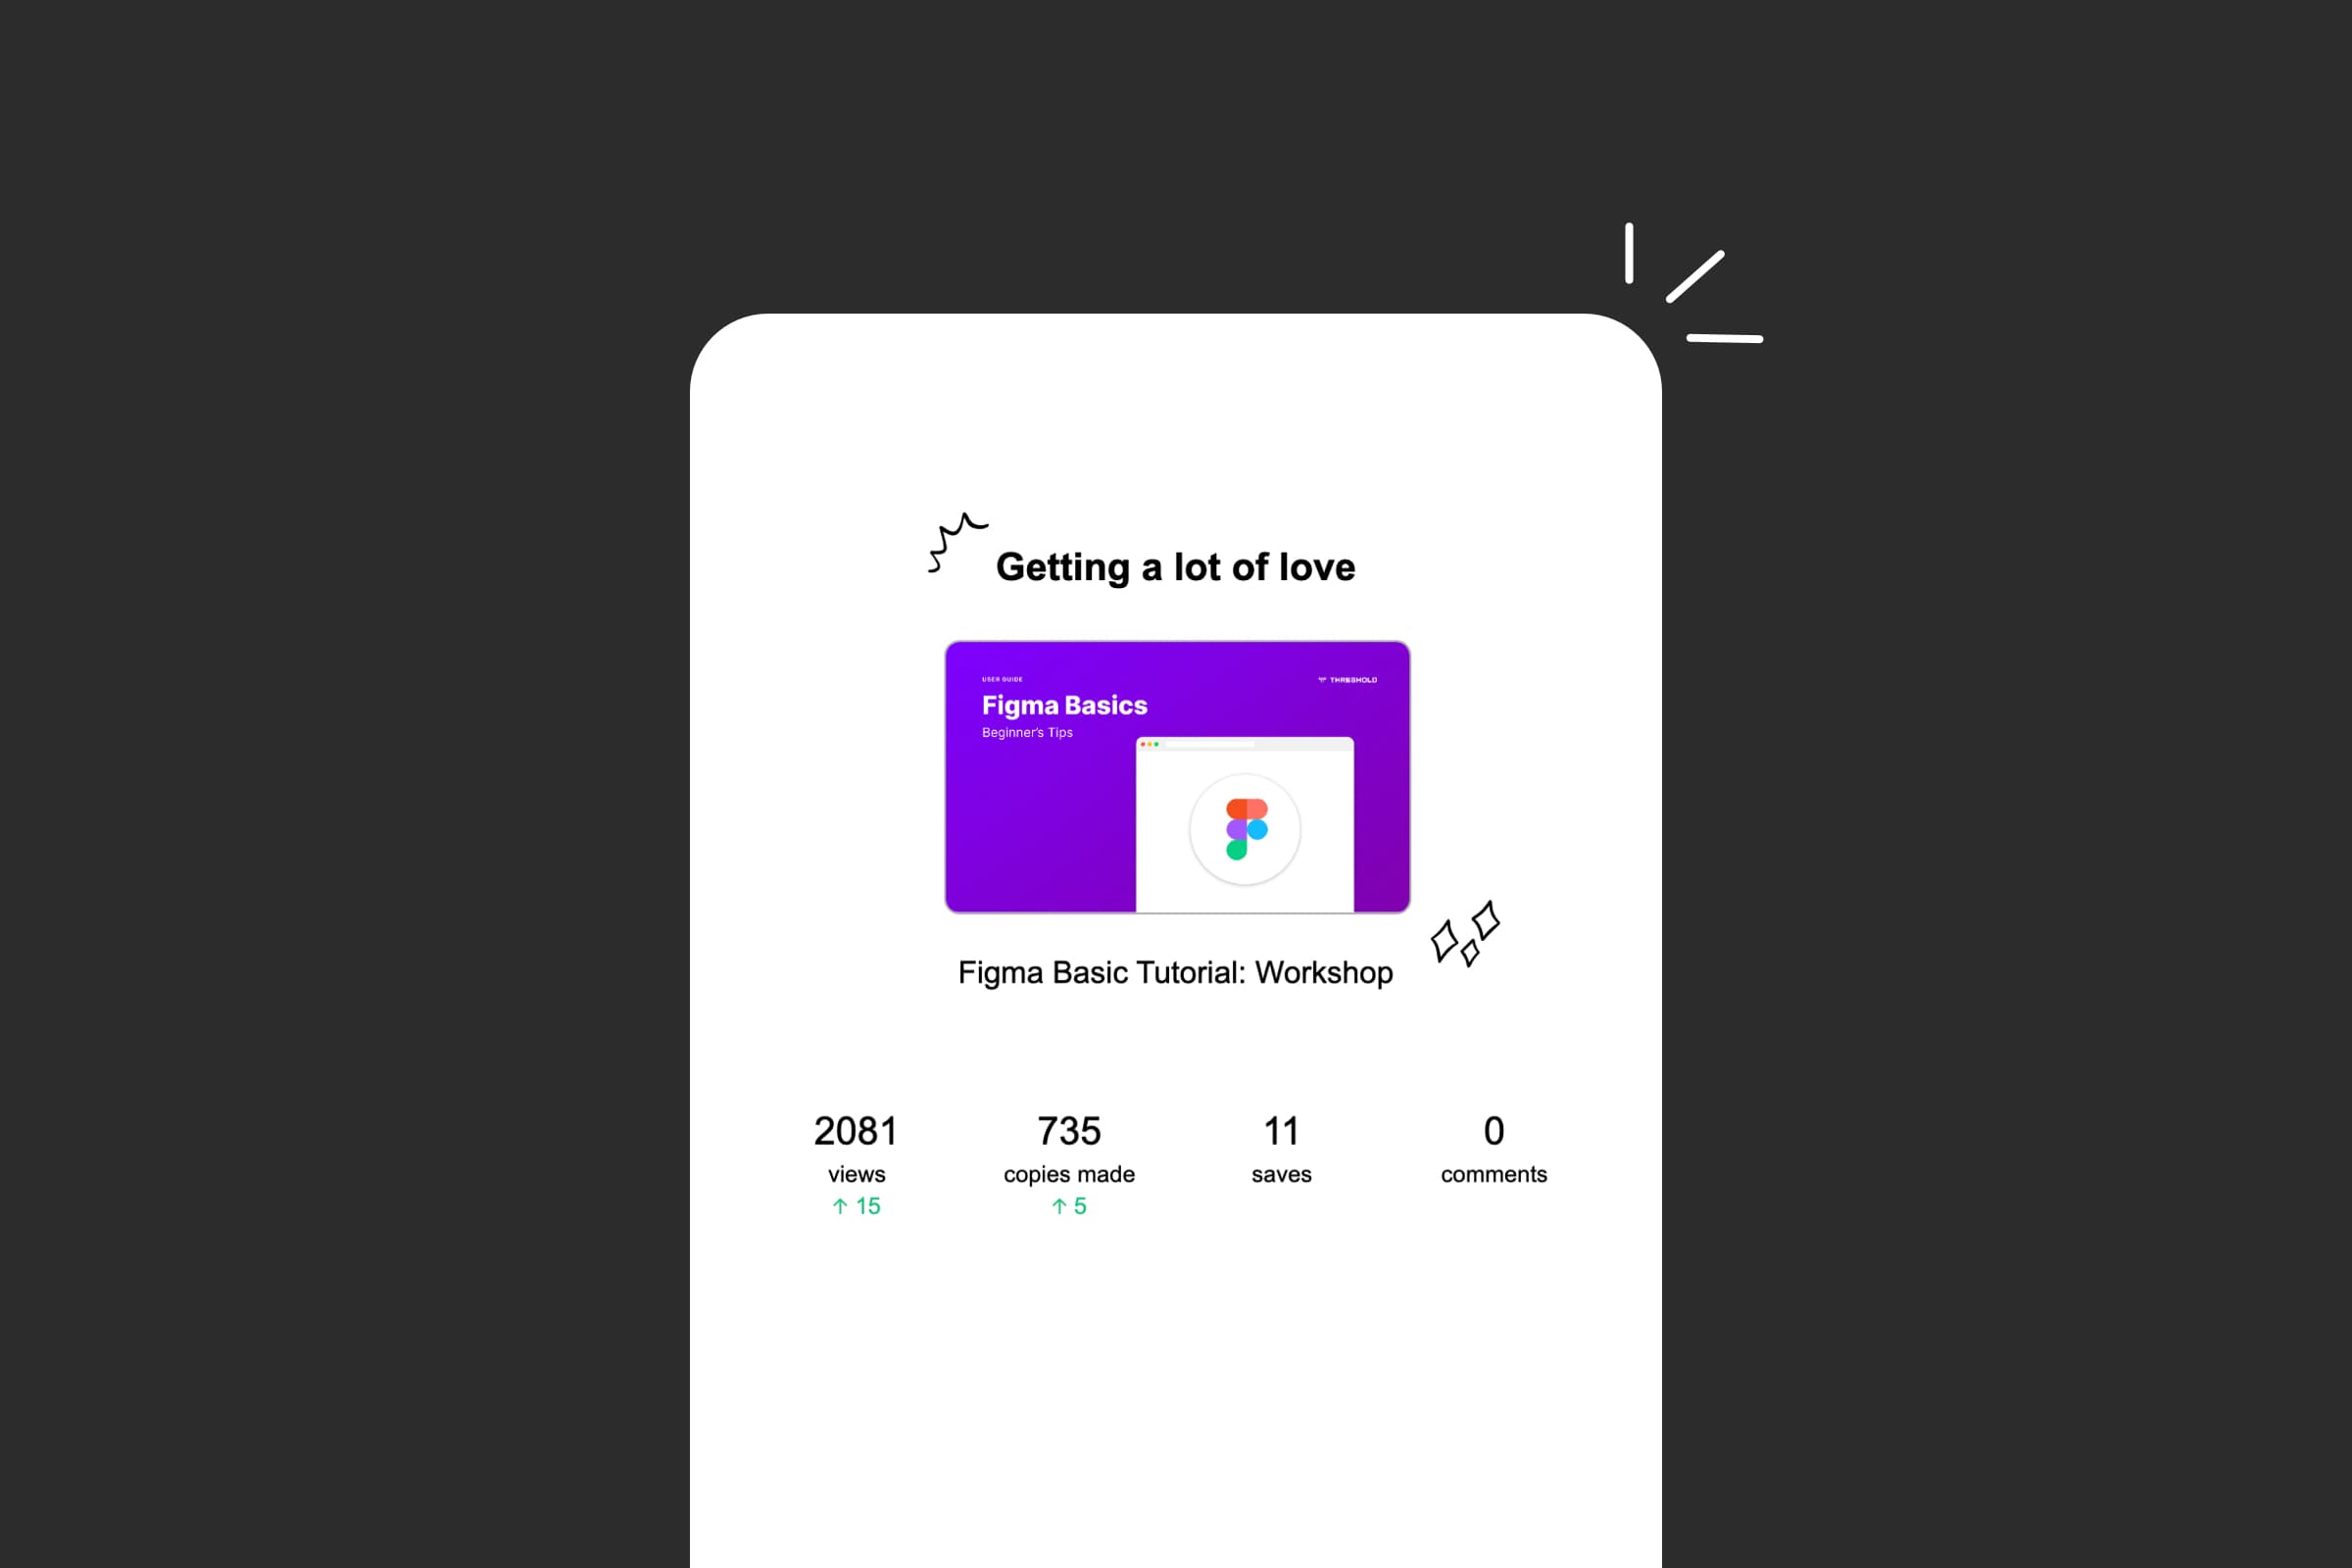 Getting a lot of love
USER GUIDE
THRESHOLD
Figma Basics
Beginner's Tips
Figma Basic Tutorial: Workshop
2081 735 11 0
views copies made saves comments
↑ 15 ↑ 5